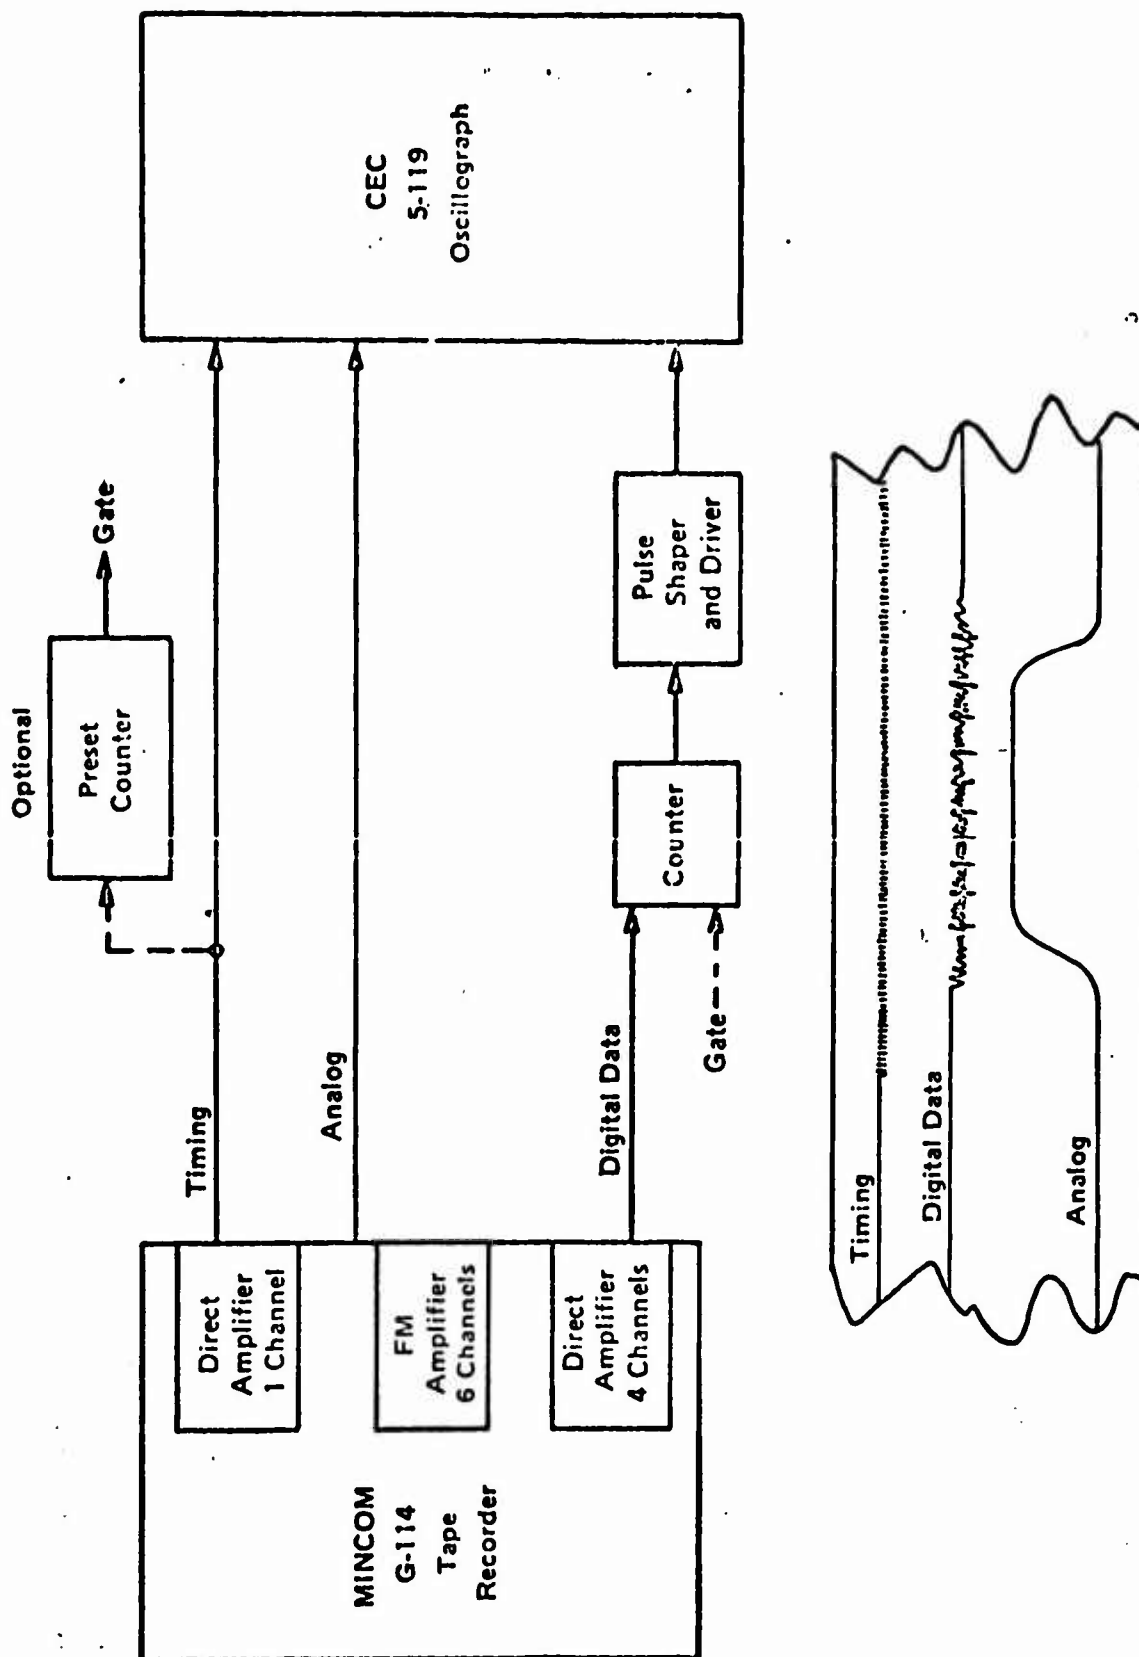 Optional
Preset
Counter
Gate
Timing
Analog
Digital Data
Gate
Counter
Pulse
Shaper
and Driver
CEC
5-119
Oscillograph
Direct
Amplifier
1 Channel
FM
Amplifier
6 Channels
Direct
Amplifier
4 Channels
MINCOM
G-114
Tape
Recorder
Timing
Digital Data
Analog